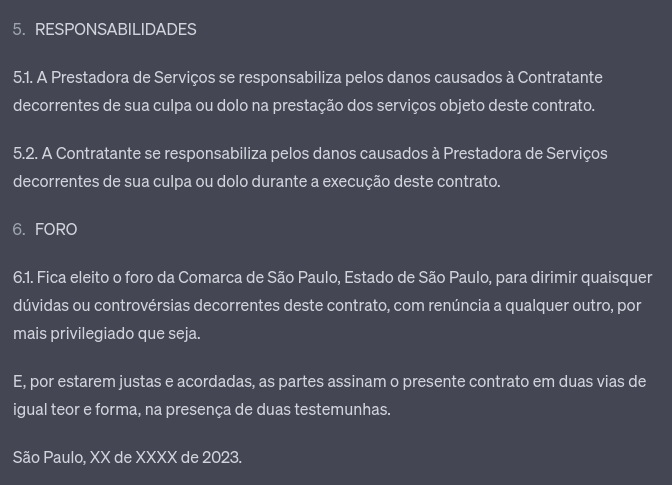 5. RESPONSABILIDADES
5.1. A Prestadora de Serviços se responsabiliza pelos danos causados à Contratante
decorrentes de sua culpa ou dolo na prestação dos serviços objeto deste contrato.
5.2. A Contratante se responsabiliza pelos danos causados à Prestadora de Serviços
decorrentes de sua culpa ou dolo durante a execução deste contrato.
6. FORO
6.1. Fica eleito o foro da Comarca de São Paulo, Estado de São Paulo, para dirimir quaisquer
dúvidas ou controvérsias decorrentes deste contrato, com renúncia a qualquer outro, por
mais privilegiado que seja.
E, por estarem justas e acordadas, as partes assinam o presente contrato em duas vias de
igual teor e forma, na presença de duas testemunhas.
São Paulo, XX de XXXX de 2023.